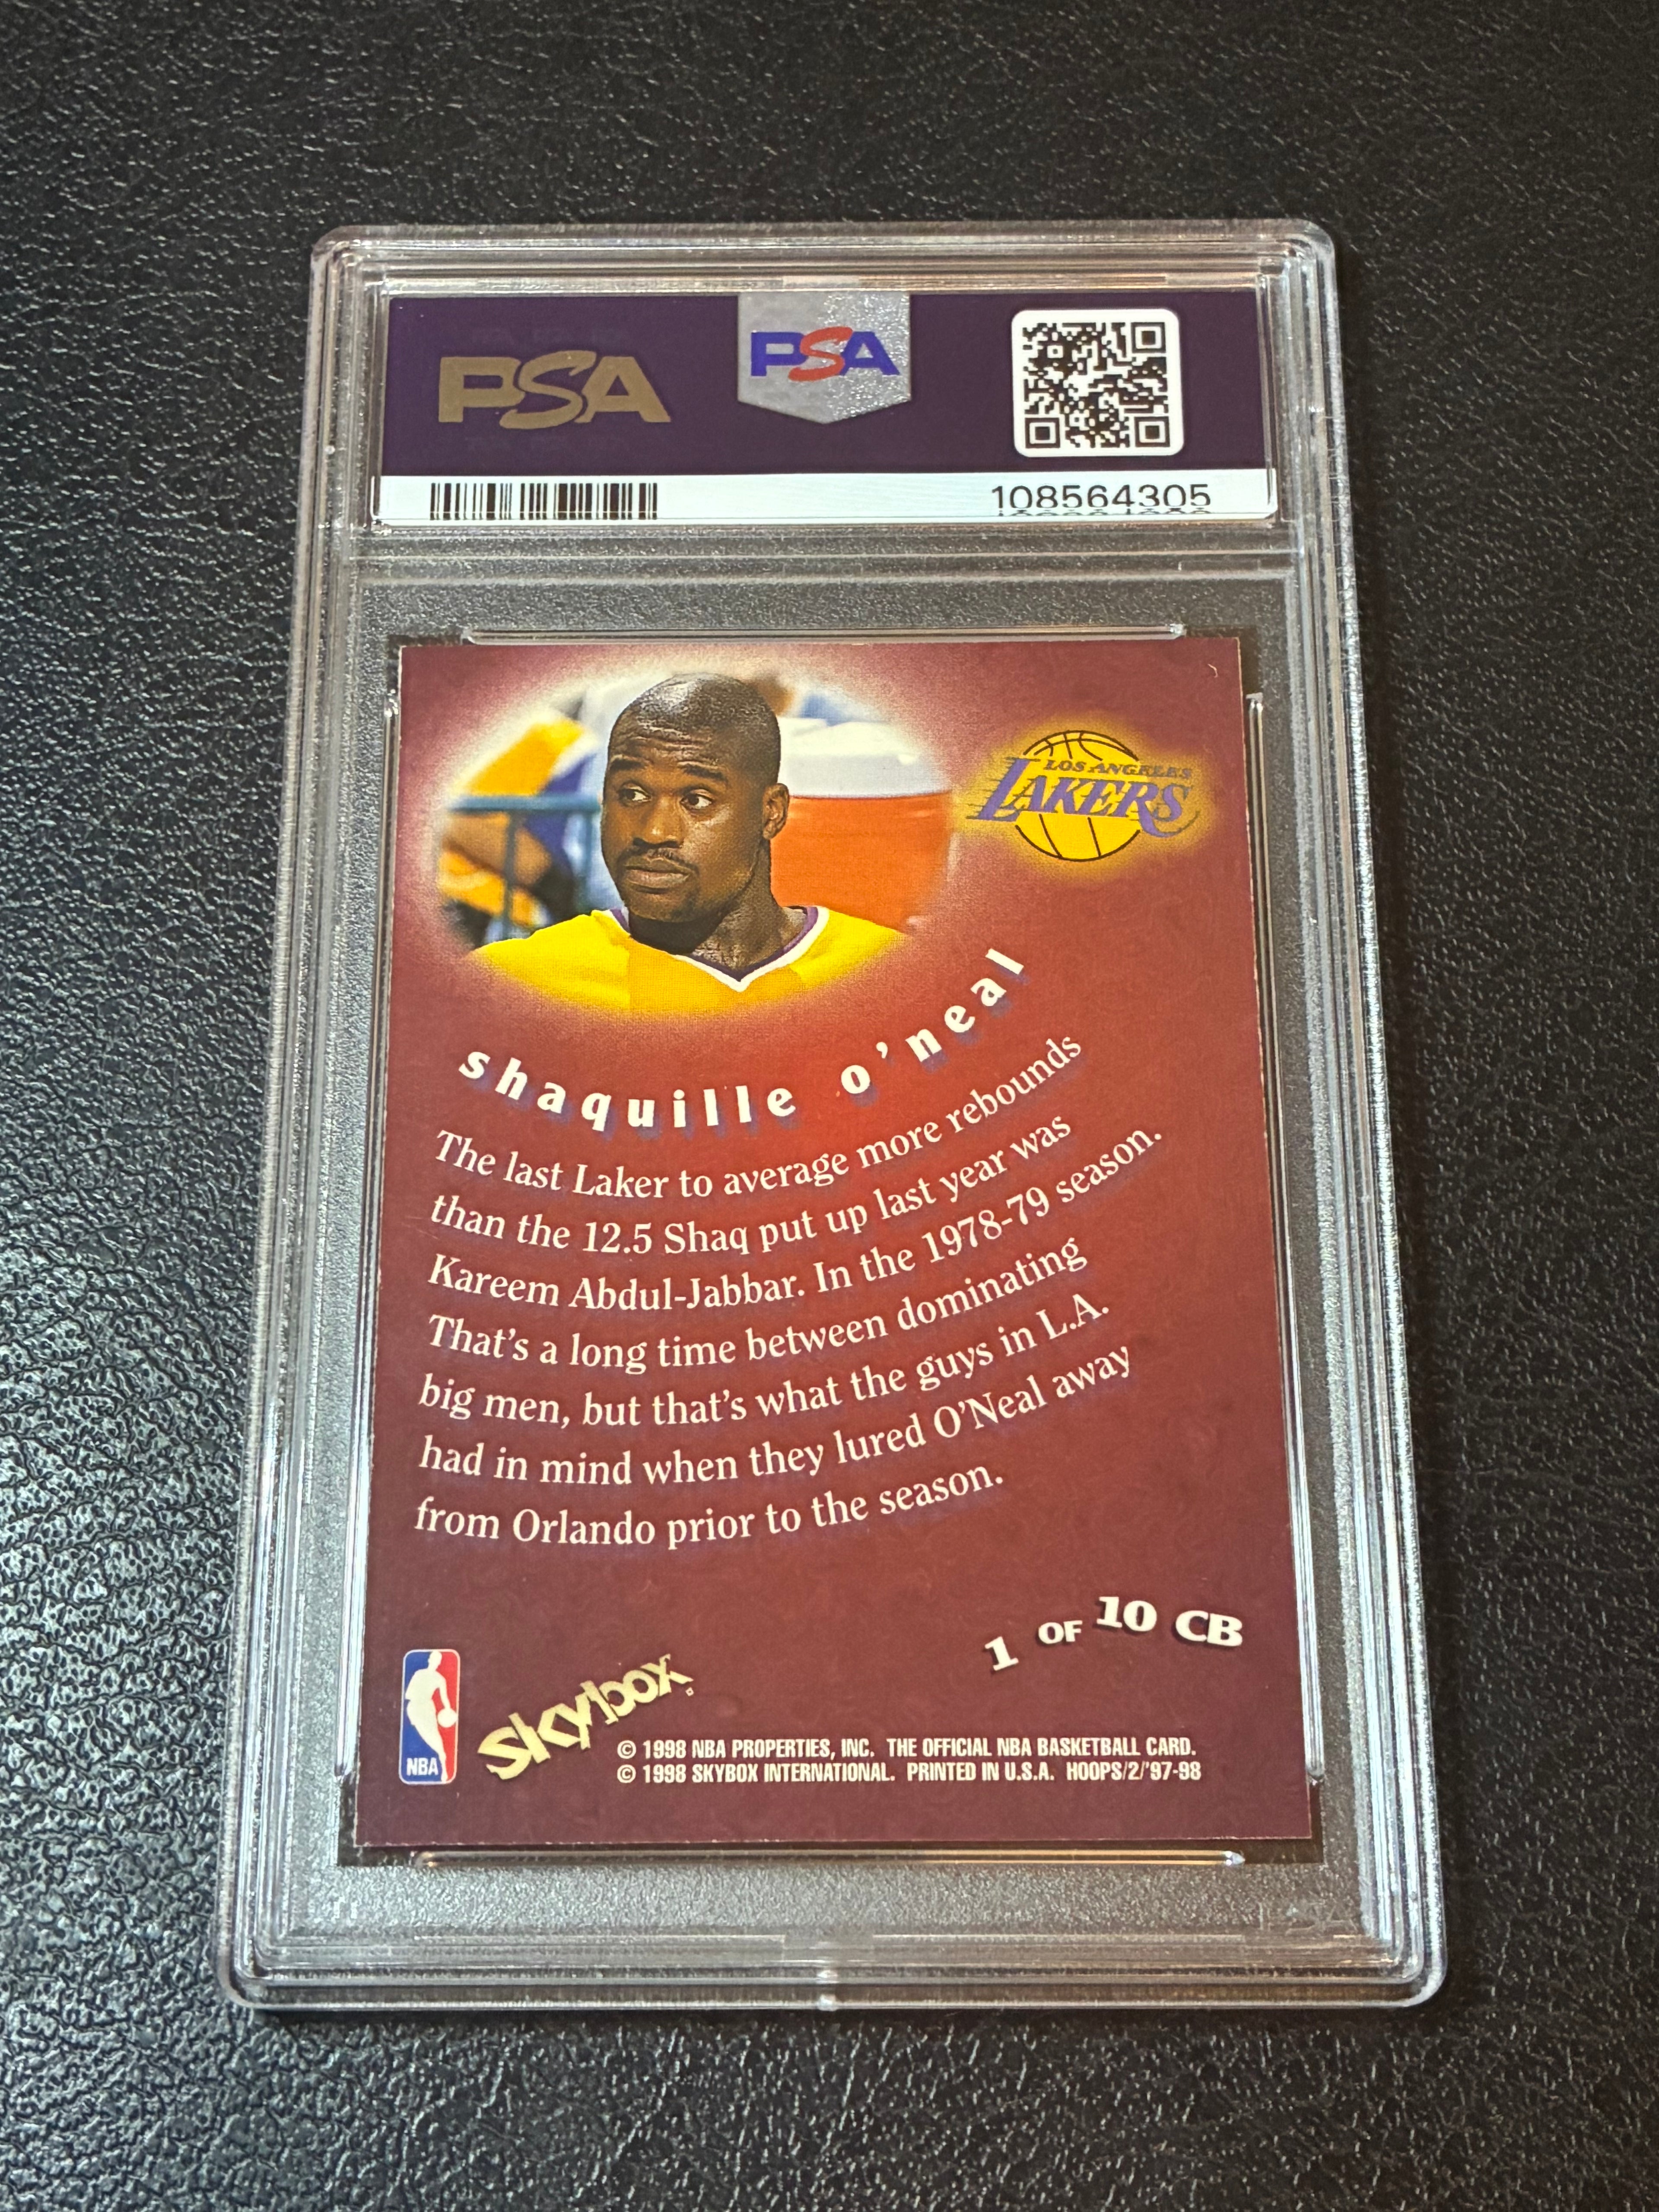 PSA
PSA
108564305
LOS ANGELES
LAKERS
shaquille o'neal
The last Laker to average more rebounds
than the 12.5 Shaq put up last year was
Kareem Abdul-Jabbar. In the 1978-79 season.
That's a long time between dominating
big men, but that's what the guys in L.A.
had in mind when they lured O'Neal away
from Orlando prior to the season.
1 OF 10 CB
NBA
SkyBox
© 1998 NBA PROPERTIES, INC. THE OFFICIAL NBA BASKETBALL CARD.
© 1998 SKYBOX INTERNATIONAL. PRINTED IN U.S.A. HOOPS/2/'97-98